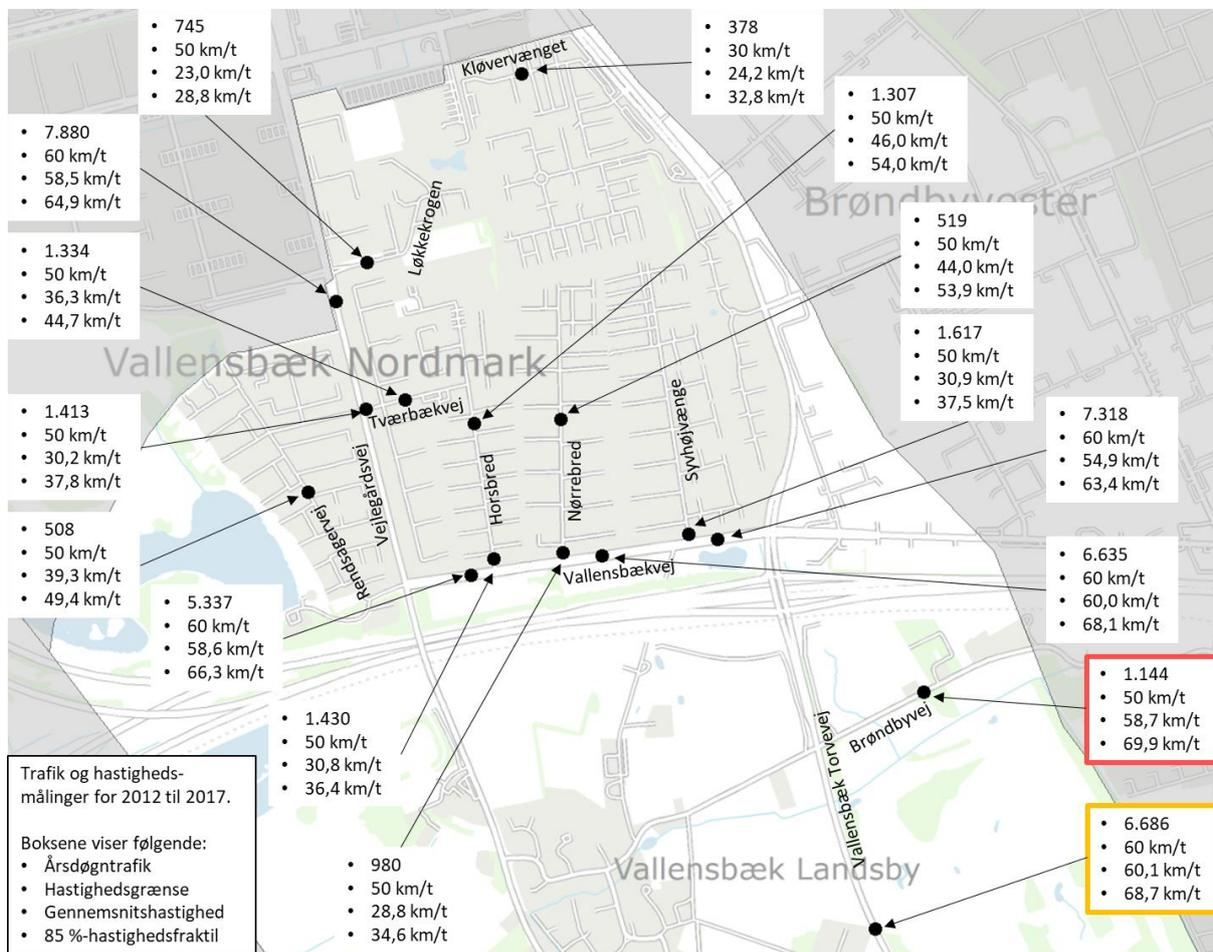 • 745
• 50 km/t
• 23,0 km/t
• 28,8 km/t
• 378
• 30 km/t
• 24,2 km/t
• 32,8 km/t
Kløvervænget
• 1.307
• 50 km/t
• 46,0 km/t
• 54,0 km/t
• 7.880
• 60 km/t
• 58,5 km/t
• 64,9 km/t
Brøndbyvester
Løkkekrogen
• 519
• 50 km/t
• 44,0 km/t
• 53,9 km/t
• 1.334
• 50 km/t
• 36,3 km/t
• 44,7 km/t
• 1.617
• 50 km/t
• 30,9 km/t
• 37,5 km/t
Vallensbæk Nordmark
• 1.413
• 50 km/t
• 30,2 km/t
• 37,8 km/t
Tværbækvej
Syvhøjvænge
• 7.318
• 60 km/t
• 54,9 km/t
• 63,4 km/t
Vejlegårdsvej
Horsbred
Nørrebred
Rendsagervej
• 508
• 50 km/t
• 39,3 km/t
• 49,4 km/t
Vallensbækvej
• 6.635
• 60 km/t
• 60,0 km/t
• 68,1 km/t
• 5.337
• 60 km/t
• 58,6 km/t
• 66,3 km/t
• 1.144
• 50 km/t
• 58,7 km/t
• 69,9 km/t
Brøndbyvej
Vallensbæk Torvevej
• 1.430
• 50 km/t
• 30,8 km/t
• 36,4 km/t
Trafik og hastigheds-
målinger for 2012 til 2017.
Boksene viser følgende:
• Årsdøgntrafik
• Hastighedsgrænse
• Gennemsnitshastighed
• 85 %-hastighedsfraktil
• 980
• 50 km/t
• 28,8 km/t
• 34,6 km/t
Vallensbæk Landsby
• 6.686
• 60 km/t
• 60,1 km/t
• 68,7 km/t